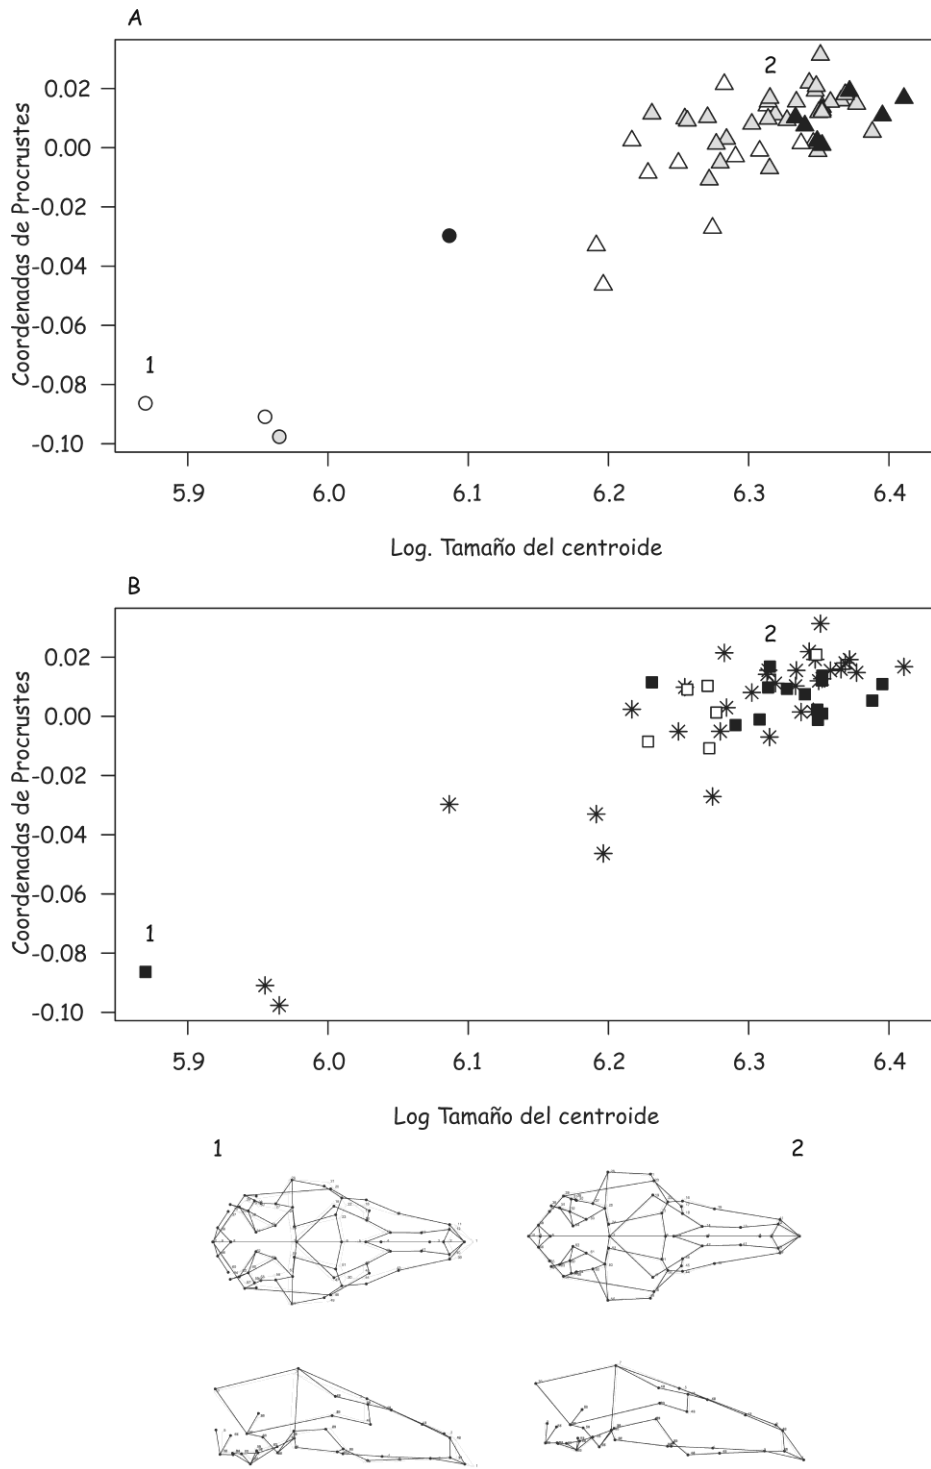 A
Coordenadas de Procrustes
0.02
0.00
-0.02
-0.04
-0.06
-0.08
-0.10
1
2
5.9 6.0 6.1 6.2 6.3 6.4
Log. Tamaño del centroide
B
Coordenadas de Procrustes
0.02
0.00
-0.02
-0.04
-0.06
-0.08
-0.10
1
2
5.9 6.0 6.1 6.2 6.3 6.4
Log Tamaño del centroide
1 2